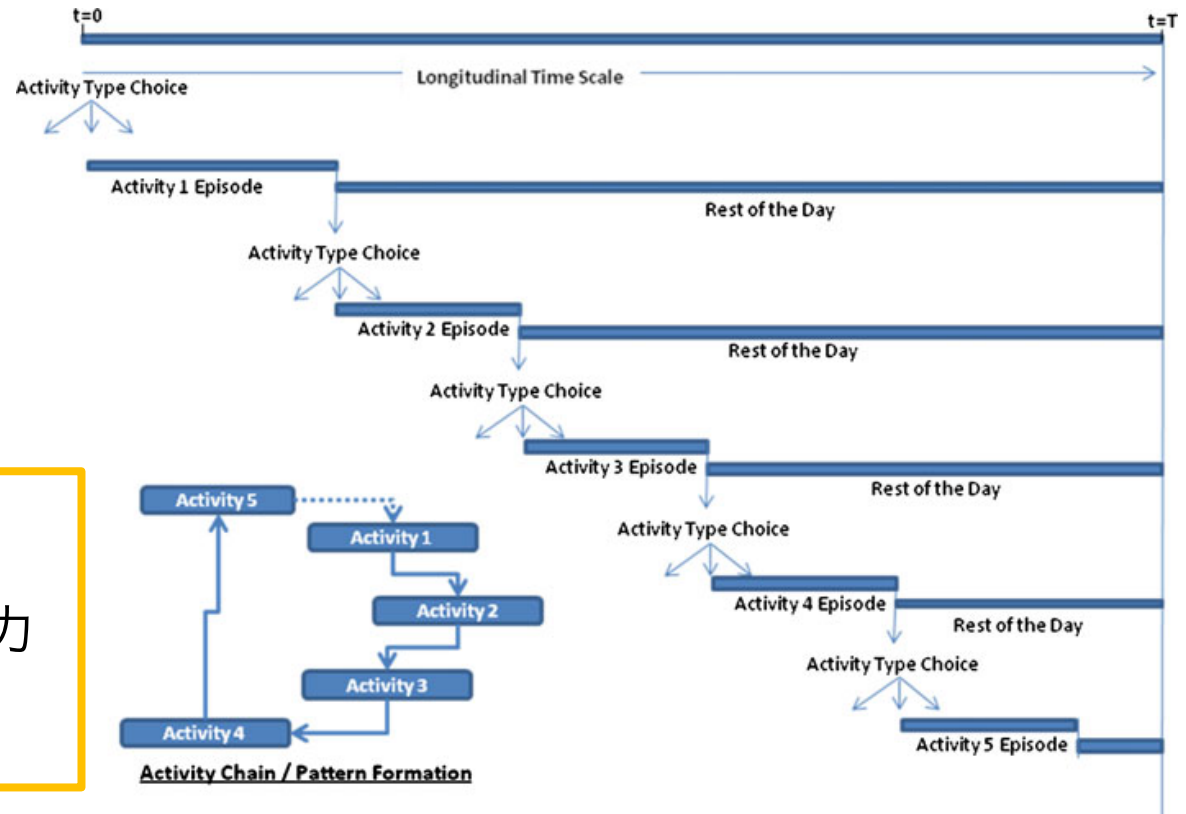 t=0
t=T
Longitudinal Time Scale
Activity Type Choice
Activity 1 Episode
Rest of the Day
Activity Type Choice
Activity 2 Episode
Rest of the Day
Activity Type Choice
Activity 3 Episode
Rest of the Day
Activity Type Choice
Activity 4 Episode
Rest of the Day
Activity Type Choice
Activity 5 Episode
Activity 5
Activity 1
Activity 2
Activity 3
Activity 4
Activity Chain / Pattern Formation